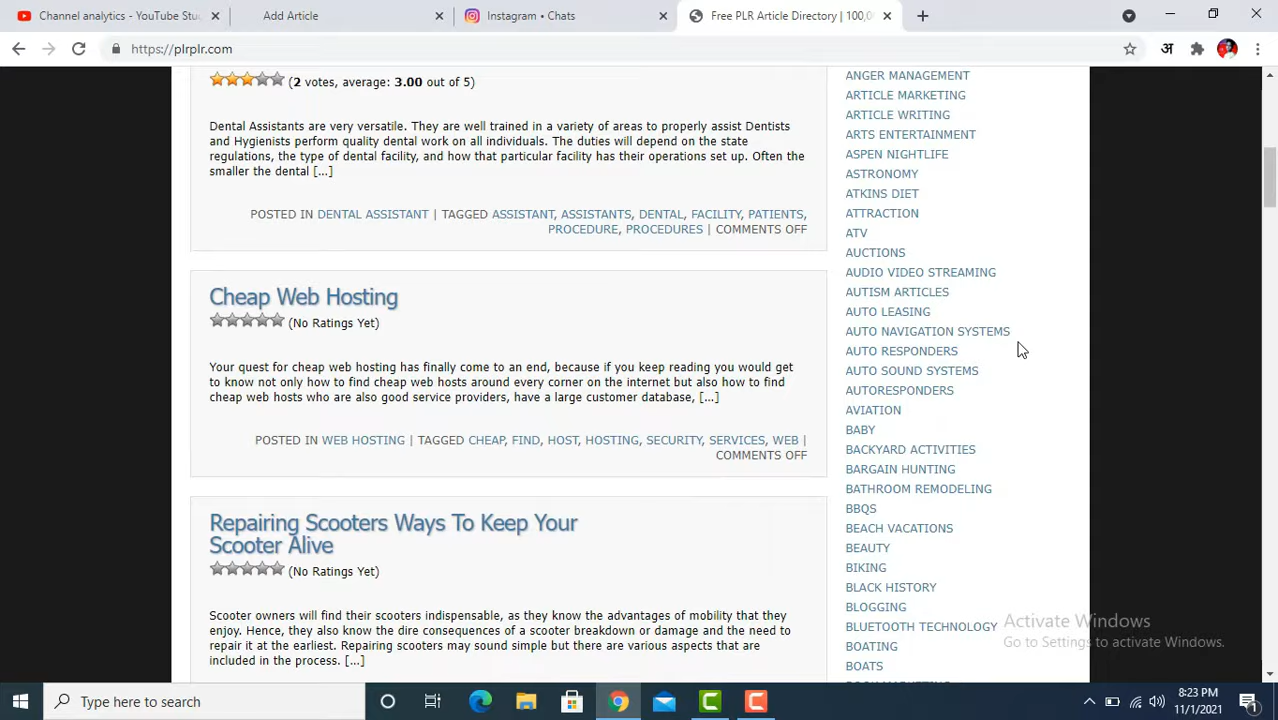 Channel analytics - YouTube Stu
Add Article
Instagram • Chats
Free PLR Article Directory | 100,0
https://plrplr.com
अ
(2 votes, average: 3.00 out of 5)
Dental Assistants are very versatile. They are well trained in a variety of areas to properly assist Dentists
and Hygienists perform quality dental work on all individuals. The duties will depend on the state
regulations, the type of dental facility, and how that particular facility has their operations set up. Often the
smaller the dental [...]
POSTED IN DENTAL ASSISTANT | TAGGED ASSISTANT, ASSISTANTS, DENTAL, FACILITY, PATIENTS,
PROCEDURE, PROCEDURES | COMMENTS OFF
Cheap Web Hosting
(No Ratings Yet)
Your quest for cheap web hosting has finally come to an end, because if you keep reading you would get
to know not only how to find cheap web hosts around every corner on the internet but also how to find
cheap web hosts who are also good service providers, have a large customer database, [...]
POSTED IN WEB HOSTING | TAGGED CHEAP, FIND, HOST, HOSTING, SECURITY, SERVICES, WEB |
COMMENTS OFF
Repairing Scooters Ways To Keep Your
Scooter Alive
(No Ratings Yet)
Scooter owners will find their scooters indispensable, as they know the advantages of mobility that they
enjoy. Hence, they also know the dire consequences of a scooter breakdown or damage and the need to
repair it at the earliest. Repairing scooters may sound simple but there are various aspects that are
included in the process. [...]
ANGER MANAGEMENT
ARTICLE MARKETING
ARTICLE WRITING
ARTS ENTERTAINMENT
ASPEN NIGHTLIFE
ASTRONOMY
ATKINS DIET
ATTRACTION
ATV
AUCTIONS
AUDIO VIDEO STREAMING
AUTISM ARTICLES
AUTO LEASING
AUTO NAVIGATION SYSTEMS
AUTO RESPONDERS
AUTO SOUND SYSTEMS
AUTORESPONDERS
AVIATION
BABY
BACKYARD ACTIVITIES
BARGAIN HUNTING
BATHROOM REMODELING
BBQS
BEACH VACATIONS
BEAUTY
BIKING
BLACK HISTORY
BLOGGING
BLUETOOTH TECHNOLOGY
BOATING
BOATS
Activate Windows
Go to Settings to activate Windows.
Type here to search
8:23 PM
11/1/2021
1